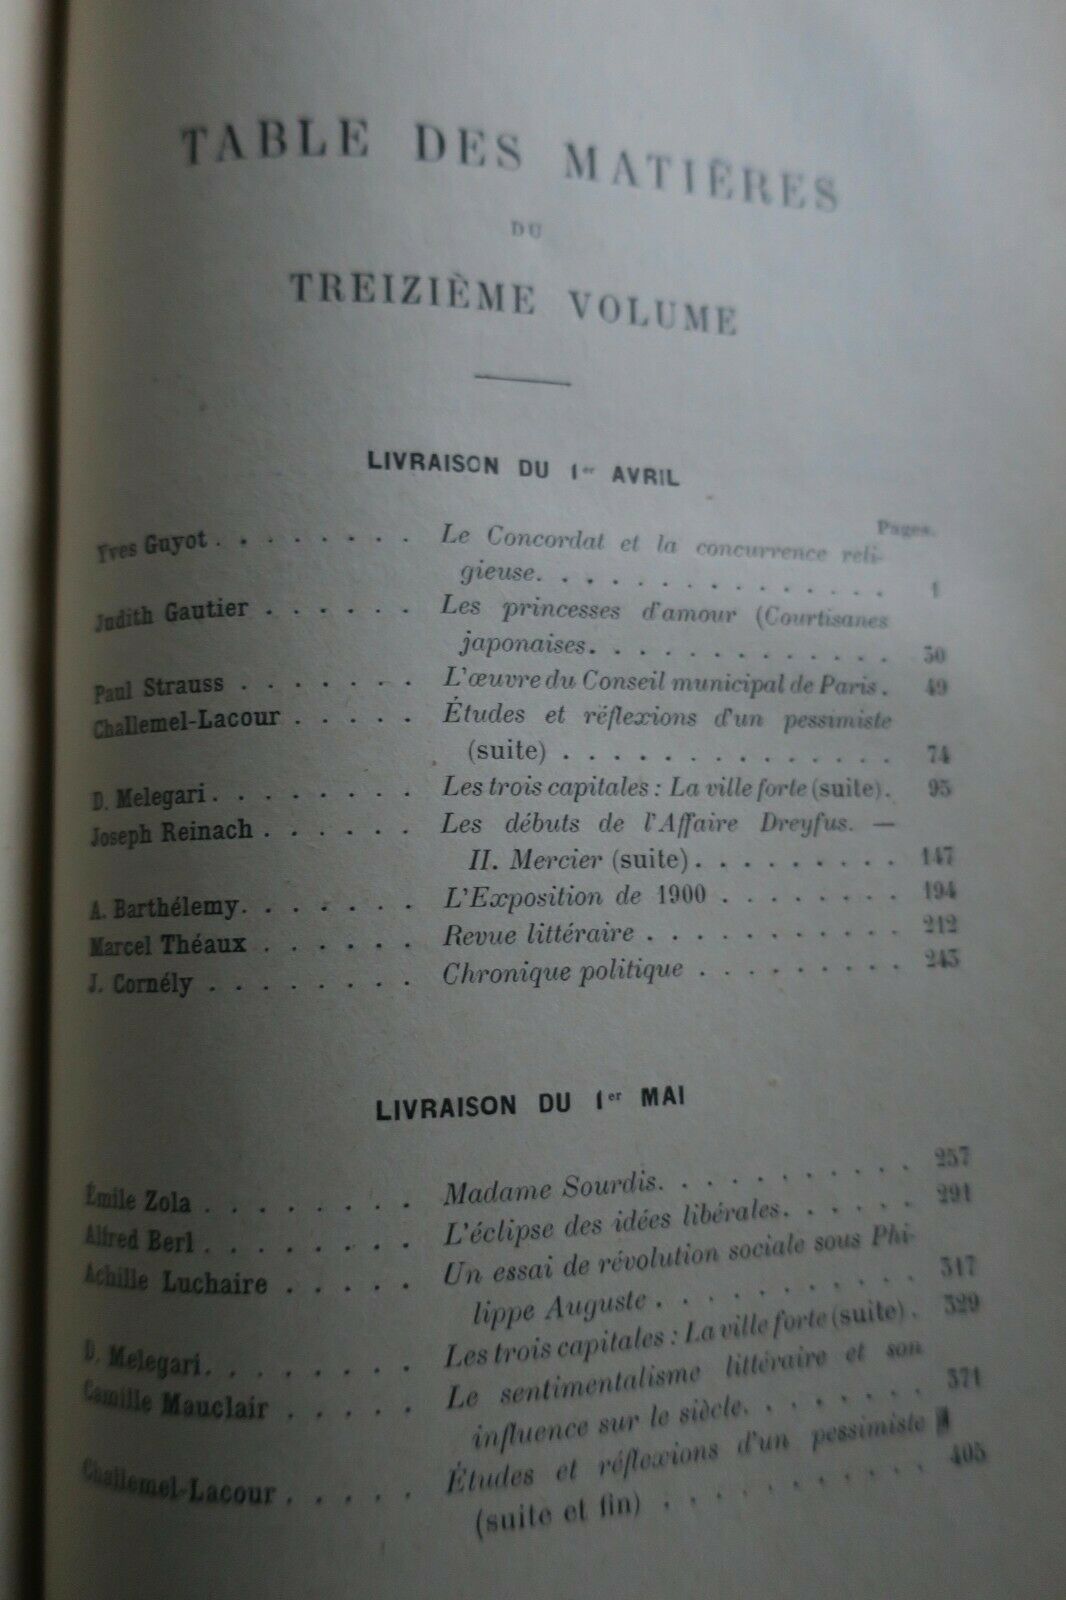 TABLE DES MATIÈRES
DU
TREIZIÈME VOLUME
LIVRAISON DU 1er AVRIL
Pages.
Yves Guyot . . . . . . . . Le Concordat et la concurrence reli-
gieuse. . . . . . . . . . . . . . 1
Judith Gautier . . . . . . Les princesses d'amour (Courtisanes
japonaises. . . . . . . . . . . . . 30
Paul Strauss . . . . . . . L'œuvre du Conseil municipal de Paris. 49
Challemel-Lacour . . . . . Études et réflexions d'un pessimiste
(suite) . . . . . . . . . . . . . . 74
D. Melegari. . . . . . . . Les trois capitales : La ville forte (suite). 95
Joseph Reinach . . . . . . Les débuts de l'Affaire Dreyfus. —
II. Mercier (suite). . . . . . . . . 147
A. Barthélemy. . . . . . . L'Exposition de 1900 . . . . . . . . 194
Marcel Théaux . . . . . . L Revue littéraire . . . . . . . . . . . 212
J. Cornély . . . . . . . . Chronique politique . . . . . . . . . 243
LIVRAISON DU 1er MAI
Émile Zola . . . . . . . . Madame Sourdis. . . . . . . . . . 257
Alfred Berl . . . . . . . . L'éclipse des idées libérales. . . . . . 291
Achille Luchaire . . . . . Un essai de révolution sociale sous Phi-
lippe Auguste . . . . . . . . . . . 317
D. Melegari. . . . . . . . Les trois capitales : La ville forte (suite). 329
Camille Mauclair . . . . . Le sentimentalisme littéraire et son
influence sur le siècle. . . . . . . 371
Challemel-Lacour . . . . . Études et réflexions d'un pessimiste
(suite et fin) . . . . . . . . . . . 405